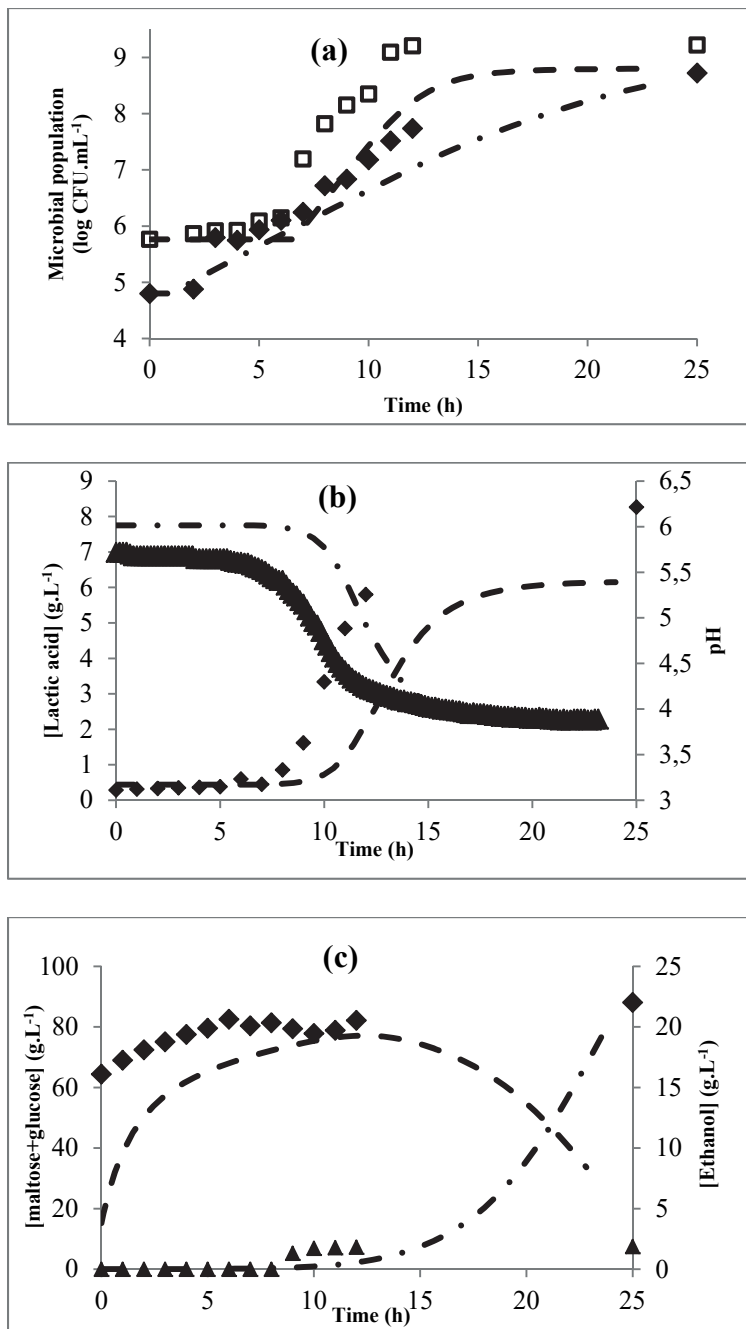 (a)
9
8
7
6
5
4
Microbial population
(log CFU.mL-1)
0 5 10 15 20 25
Time (h)
(b)
9
8
7
6
5
4
3
2
1
0
[Lactic acid] (g.L-1)
6,5
6
5,5
5
4,5
4
3,5
3
pH
0 5 10 15 20 25
Time (h)
(c)
100
80
60
40
20
0
[maltose+glucose] (g.L-1)
25
20
15
10
5
0
[Ethanol] (g.L-1)
0 5 10 15 20 25
Time (h)